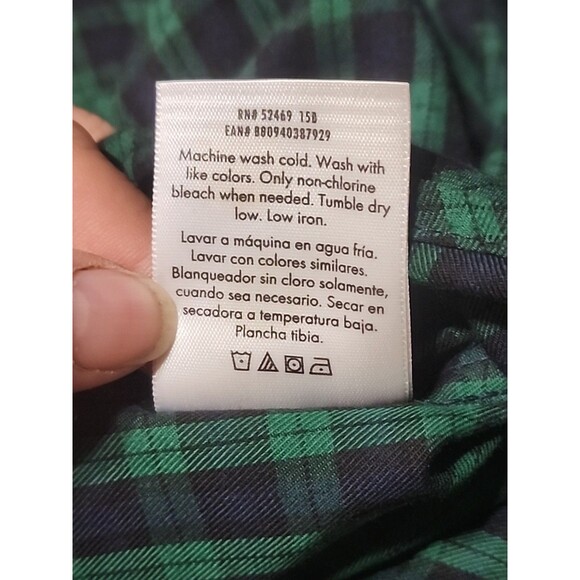 RN# 52469 15B
EAN# 880940387929
Machine wash cold. Wash with
like colors. Only non-chlorine
bleach when needed. Tumble dry
low. Low iron.
Lavar a máquina en agua fría.
Lavar con colores similares.
Blanqueador sin cloro solamente,
cuando sea necesario. Secar en
secadora a temperatura baja.
Plancha tibia.